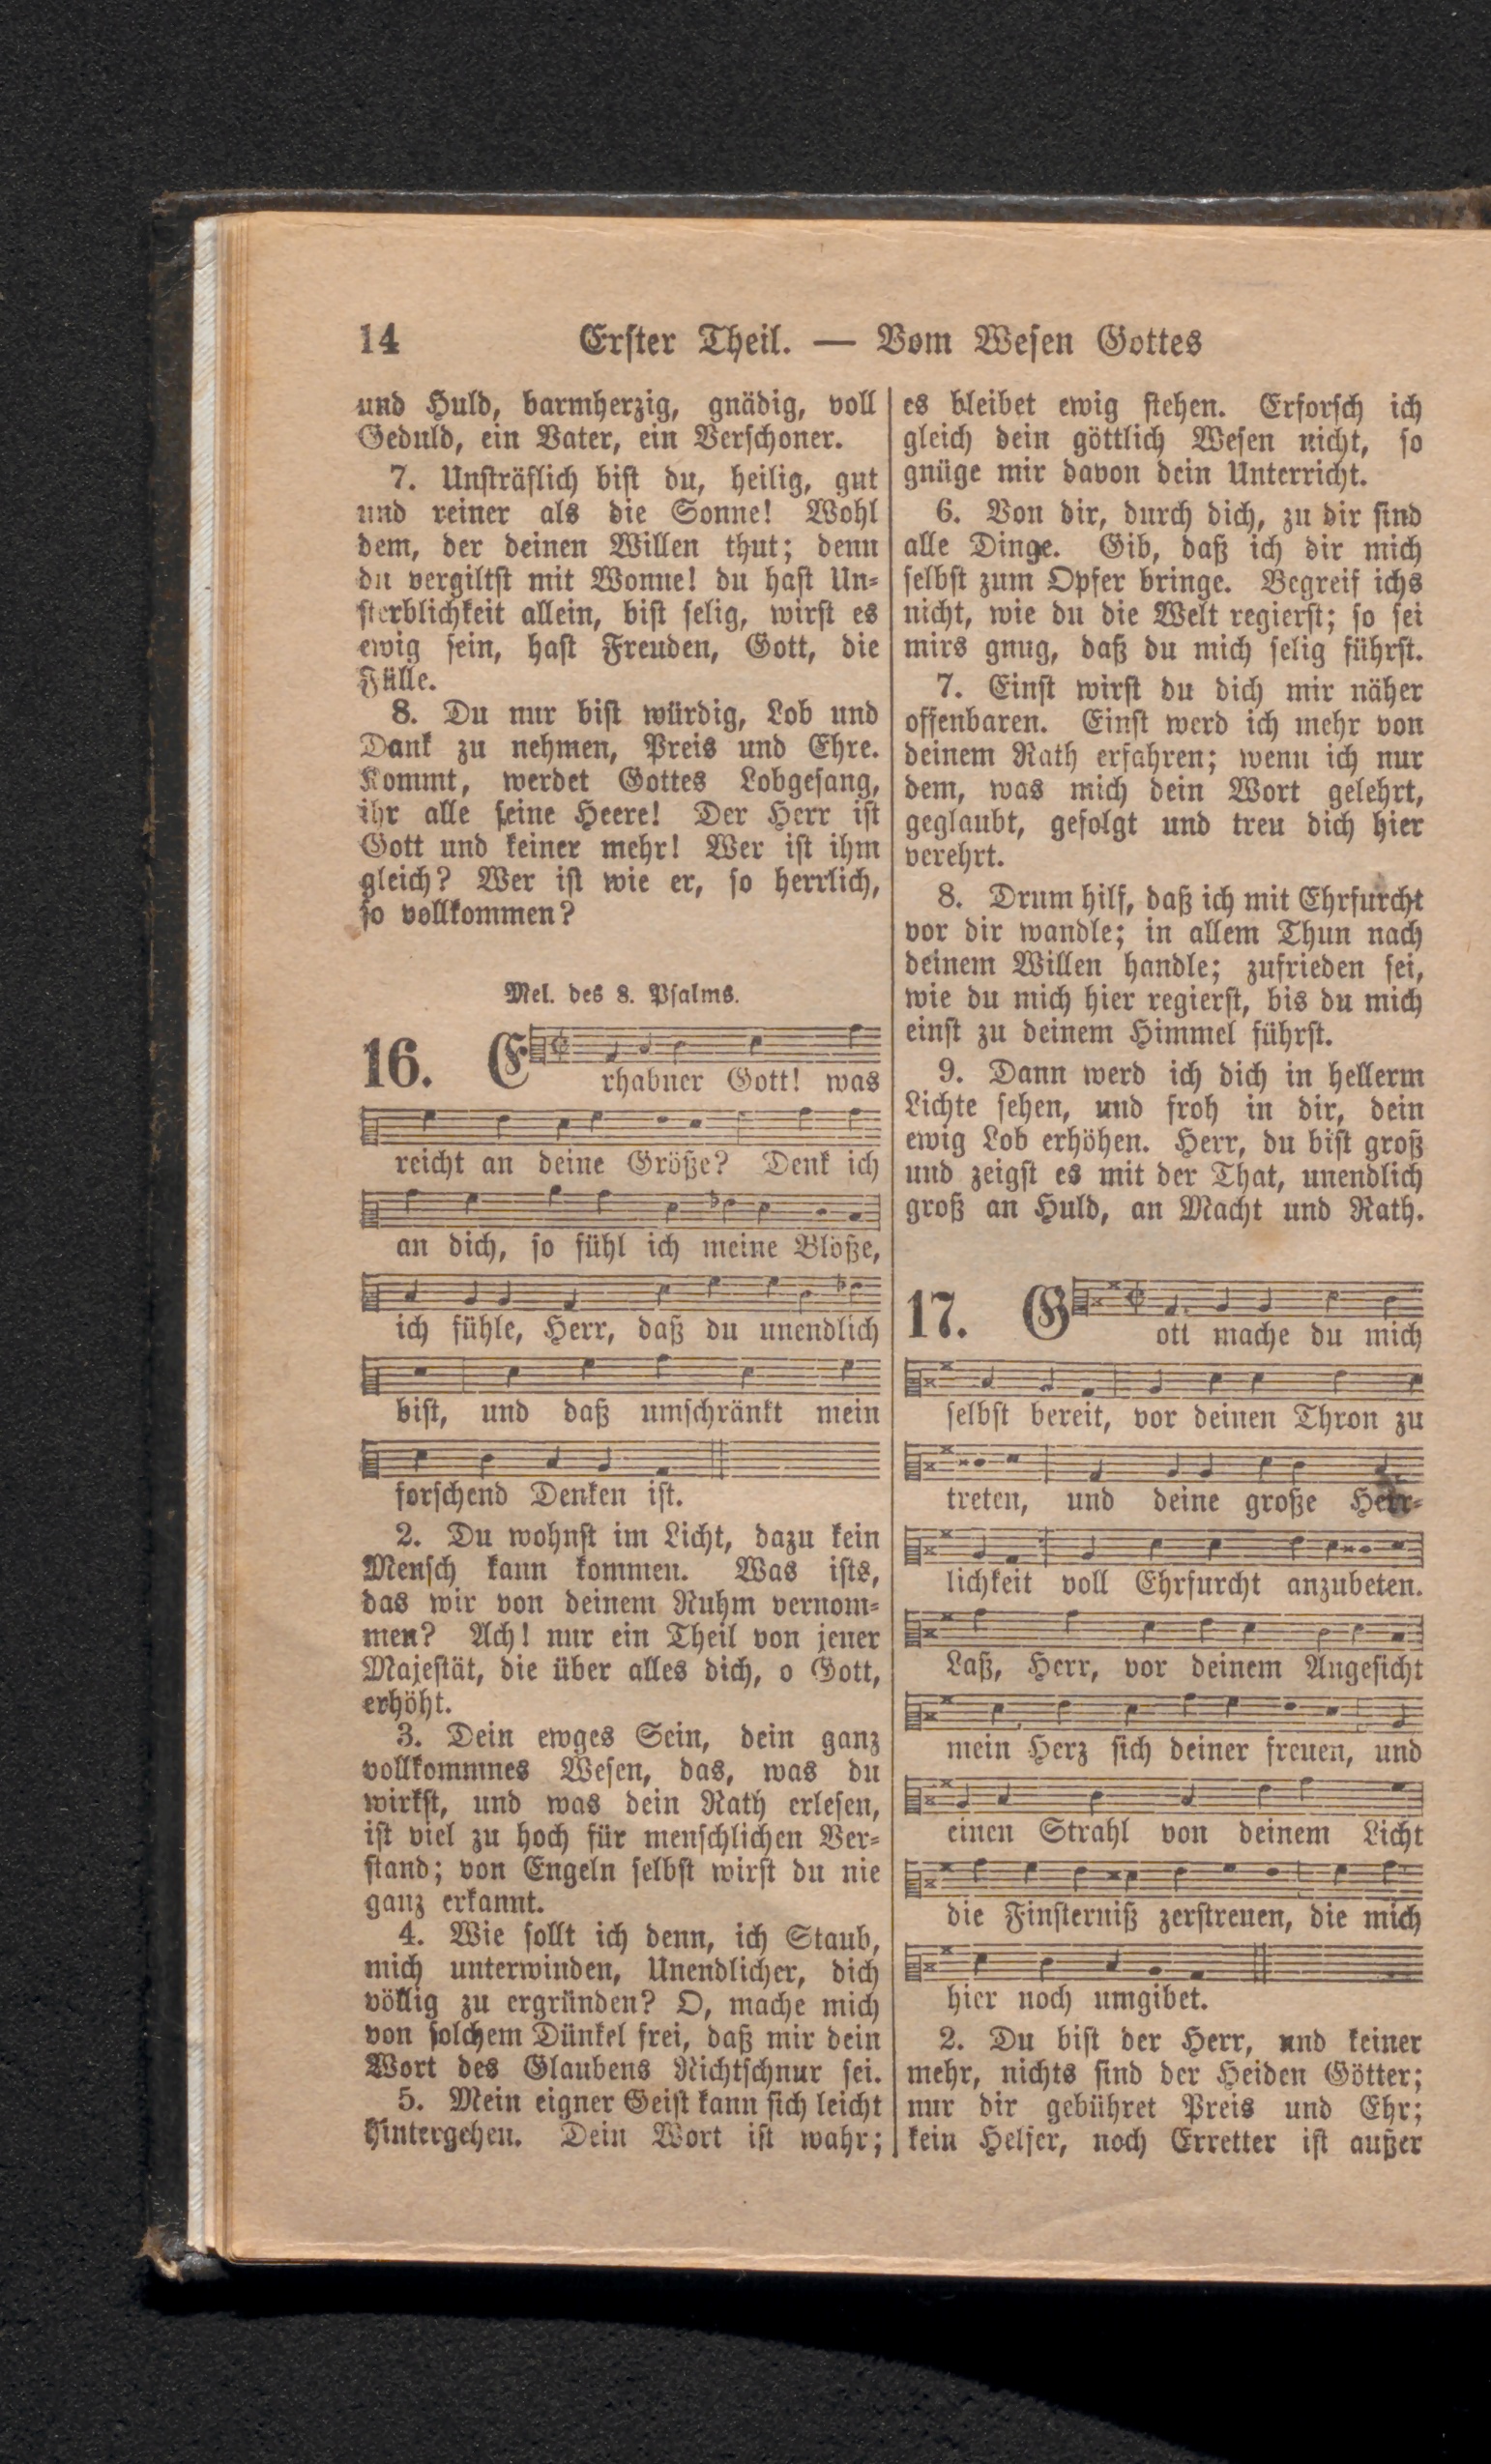 14 Erster Theil. — Vom Wesen Gottes
und Huld, barmherzig, gnädig, voll
Geduld, ein Vater, ein Verschoner.
7. Unsträflich bist du, heilig, gut
und reiner als die Sonne! Wohl
dem, der deinen Willen thut; denn
du vergiltst mit Wonne! du hast Un-
sterblichkeit allein, bist selig, wirst es
ewig sein, hast Freuden, Gott, die
Fülle.
8. Du nur bist würdig, Lob und
Dank zu nehmen, Preis und Ehre.
Kommt, werdet Gottes Lobgesang,
ihr alle seine Heere! Der Herr ist
Gott und keiner mehr! Wer ist ihm
gleich? Wer ist wie er, so herrlich,
so vollkommen?
Mel. des 8. Psalms.
16. Erhabner Gott! was
reicht an deine Größe? Denk ich
an dich, so fühl ich meine Blöße,
ich fühle, Herr, daß du unendlich
bist, und daß umschränkt mein
forschend Denken ist.
2. Du wohnst im Licht, dazu kein
Mensch kann kommen. Was ists,
das wir von deinem Ruhm vernom-
men? Ach! nur ein Theil von jener
Majestät, die über alles dich, o Gott,
erhöht.
3. Dein ewges Sein, dein ganz
vollkommnes Wesen, das, was du
wirkst, und was dein Rath erlesen,
ist viel zu hoch für menschlichen Ver-
stand; von Engeln selbst wirst du nie
ganz erkannt.
4. Wie sollt ich denn, ich Staub,
mich unterwinden, Unendlicher, dich
völlig zu ergründen? O, mache mich
von solchem Dünkel frei, daß mir dein
Wort des Glaubens Richtschnur sei.
5. Mein eigner Geist kann sich leicht
hintergehen. Dein Wort ist wahr;
es bleibet ewig stehen. Erforsch ich
gleich dein göttlich Wesen nicht, so
gnüge mir davon dein Unterricht.
6. Von dir, durch dich, zu dir sind
alle Dinge. Gib, daß ich dir mich
selbst zum Opfer bringe. Begreif ichs
nicht, wie du die Welt regierst; so sei
mirs gnug, daß du mich selig führst.
7. Einst wirst du dich mir näher
offenbaren. Einst werd ich mehr von
deinem Rath erfahren; wenn ich nur
dem, was mich dein Wort gelehrt,
geglaubt, gefolgt und treu dich hier
verehrt.
8. Drum hilf, daß ich mit Ehrfurcht
vor dir wandle; in allem Thun nach
deinem Willen handle; zufrieden sei,
wie du mich hier regierst, bis du mich
einst zu deinem Himmel führst.
9. Dann werd ich dich in hellerm
Lichte sehen, und froh in dir, dein
ewig Lob erhöhen. Herr, du bist groß
und zeigst es mit der That, unendlich
groß an Huld, an Macht und Rath.
17. Gott mache du mich
selbst bereit, vor deinen Thron zu
treten, und deine große Herr-
lichkeit voll Ehrfurcht anzubeten.
Laß, Herr, vor deinem Angesicht
mein Herz sich deiner freuen, und
einen Strahl von deinem Licht
die Finsterniß zerstreuen, die mich
hier noch umgibet.
2. Du bist der Herr, und keiner
mehr, nichts sind der Heiden Götter;
nur dir gebühret Preis und Ehr;
kein Helfer, noch Erretter ist außer